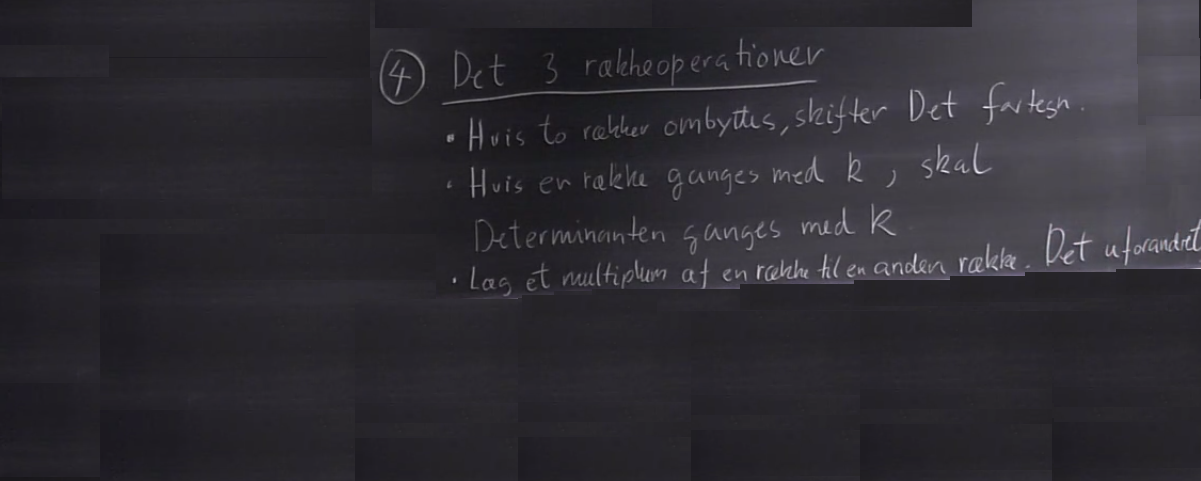 ④ Det 3 rækkeoperationer
• Hvis to rækker ombyttes, skifter Det fortegn.
• Hvis en række ganges med k, skal
Determinanten ganges med k
• Læg et multiplum af en række til en anden række. Det uforandret